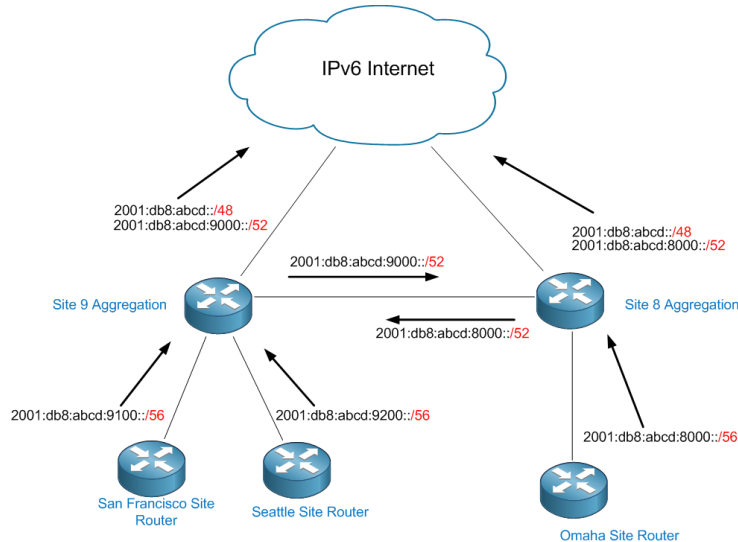 IPv6 Internet
2001:db8:abcd::/48
2001:db8:abcd:9000::/52
2001:db8:abcd::/48
2001:db8:abcd:8000::/52
2001:db8:abcd:9000::/52
Site 9 Aggregation
Site 8 Aggregation
2001:db8:abcd:8000::/52
2001:db8:abcd:9100::/56
2001:db8:abcd:9200::/56
2001:db8:abcd:8000::/56
San Francisco Site
Router
Seattle Site Router
Omaha Site Router